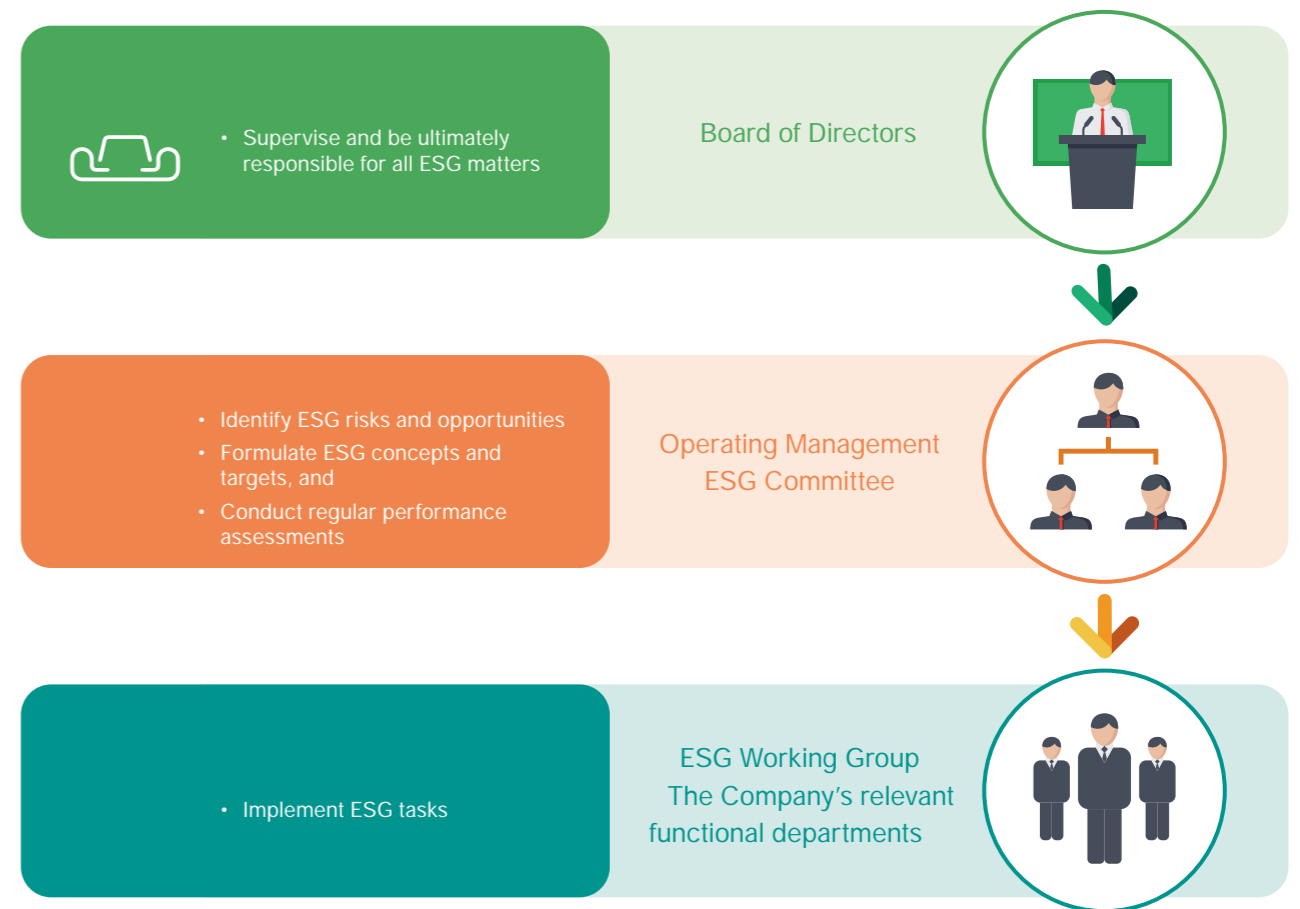 • Supervise and be ultimately
responsible for all ESG matters
Board of Directors
• Identify ESG risks and opportunities
• Formulate ESG concepts and
targets, and
• Conduct regular performance
assessments
Operating Management
ESG Committee
• Implement ESG tasks
ESG Working Group
The Company’s relevant
functional departments